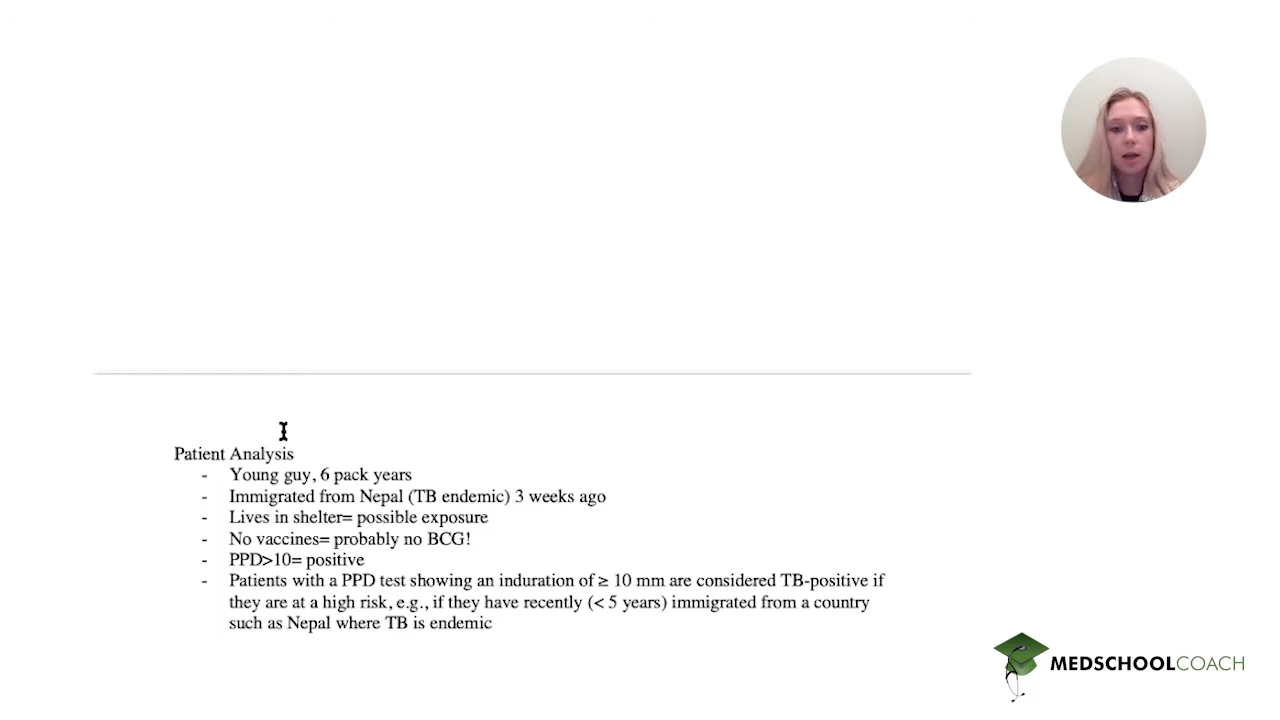 Patient Analysis
- Young guy, 6 pack years
- Immigrated from Nepal (TB endemic) 3 weeks ago
- Lives in shelter= possible exposure
- No vaccines= probably no BCG!
- PPD>10= positive
- Patients with a PPD test showing an induration of ≥ 10 mm are considered TB-positive if
they are at a high risk, e.g., if they have recently (< 5 years) immigrated from a country
such as Nepal where TB is endemic
MEDSCHOOLCOACH